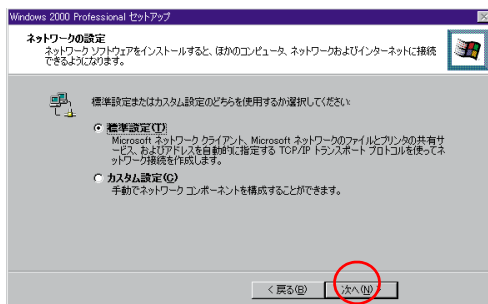 Windows 2000 Professional セットアップ
ネットワークの設定
ネットワーク ソフトウェアをインストールすると、ほかのコンピュータ、ネットワークおよびインターネットに接続
できるようになります。
標準設定またはカスタム設定のどちらを使用するか選択してください:
標準設定(T)
Microsoft ネットワーク クライアント、Microsoft ネットワークのファイルとプリンタの共有サ
ービス、およびアドレスを自動的に指定する TCP/IP トランスポート プロトコルを使ってネ
ットワーク接続を作成します。
カスタム設定(C)
手動でネットワーク コンポーネントを構成することができます。
< 戻る(B)
次へ(N) >